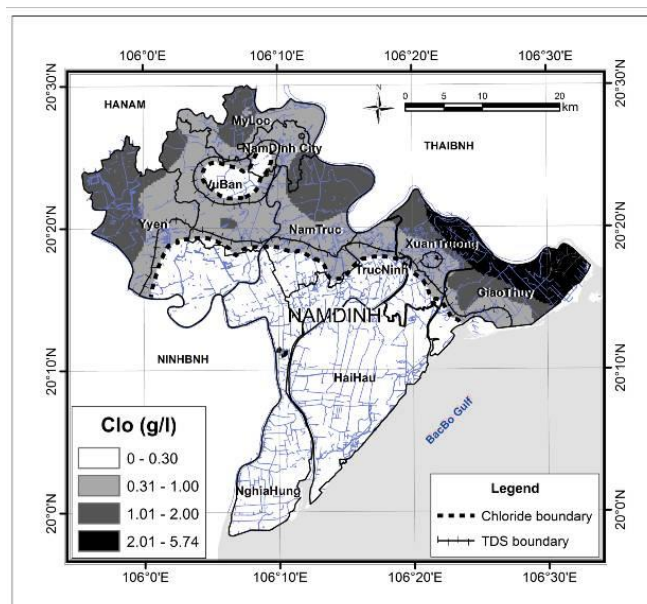 106°0'E 106°10'E 106°20'E 106°30'E
20°30'N
20°30'N
HANAM
N
0 5 10 20
km
MyLoc
NamDinh City
THAIBNH
VuBan
20°20'N
20°20'N
Yyen
NamTruc
XuanTruong
TrucNinh
GiaoThuy
NAMDINH
NINHBNH
20°10'N
20°10'N
HaiHau
BacBo Gulf
Clo (g/l)
0 - 0.30
0.31 - 1.00
1.01 - 2.00
2.01 - 5.74
NghiaHung
Legend
Chloride boundary
TDS boundary
20°0'N
20°0'N
106°0'E 106°10'E 106°20'E 106°30'E